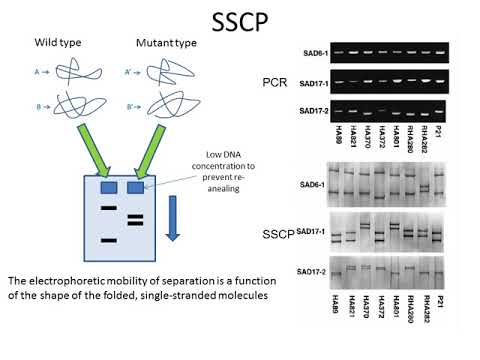 SSCP
Wild type
Mutant type
A
A'
B
B'
Low DNA
concentration to
prevent re-
anealing
The electrophoretic mobility of separation is a function
of the shape of the folded, single-stranded molecules
PCR
SAD6-1
SAD17-1
SAD17-2
HA89
HA821
HA370
HA372
HA801
RHA280
RHA282
P21
SSCP
SAD6-1
SAD17-1
SAD17-2
HA89
HA821
HA370
HA372
HA801
RHA280
RHA282
P21